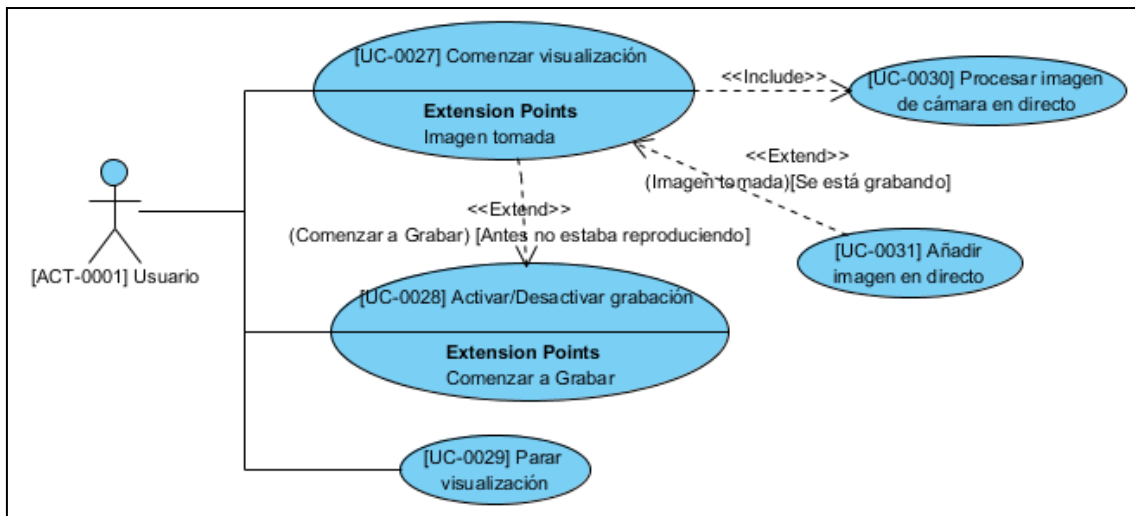 [UC-0027] Comenzar visualización
Extension Points
Imagen tomada
<<Include>>
[UC-0030] Procesar imagen
de cámara en directo
<<Extend>>
(Imagen tomada)[Se está grabando]
[UC-0031] Añadir
imagen en directo
<<Extend>>
(Comenzar a Grabar) [Antes no estaba reproduciendo]
[ACT-0001] Usuario
[UC-0028] Activar/Desactivar grabación
Extension Points
Comenzar a Grabar
[UC-0029] Parar
visualización